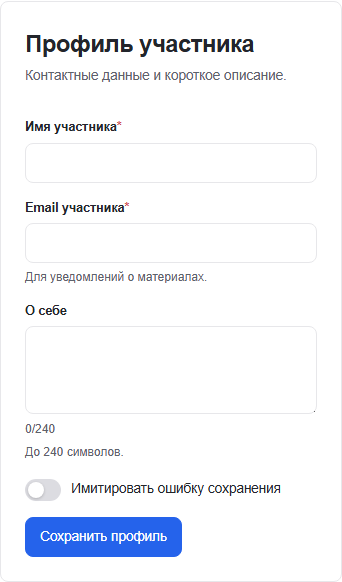 Профиль участника
Контактные данные и короткое описание.
Имя участника*
Email участника*
Для уведомлений о материалах.
О себе
0/240
До 240 символов.
Имитировать ошибку сохранения
Сохранить профиль